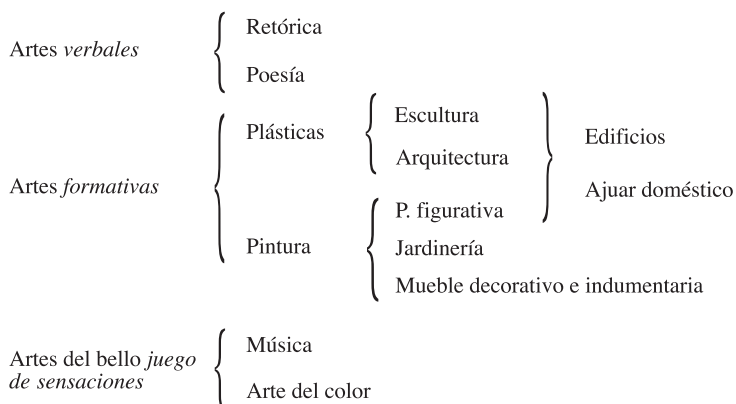 Artes verbales
Retórica
Poesía
Artes formativas
Plásticas
Escultura
Arquitectura
Edificios
Ajuar doméstico
Pintura
P. figurativa
Jardinería
Mueble decorativo e indumentaria
Artes del bello juego
de sensaciones
Música
Arte del color